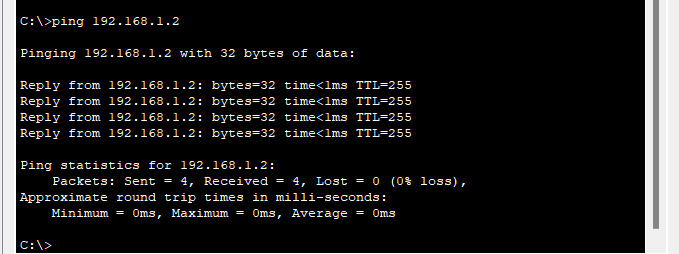 C:\>ping 192.168.1.2
Pinging 192.168.1.2 with 32 bytes of data:
Reply from 192.168.1.2: bytes=32 time<1ms TTL=255
Reply from 192.168.1.2: bytes=32 time<1ms TTL=255
Reply from 192.168.1.2: bytes=32 time<1ms TTL=255
Reply from 192.168.1.2: bytes=32 time<1ms TTL=255
Ping statistics for 192.168.1.2:
    Packets: Sent = 4, Received = 4, Lost = 0 (0% loss),
Approximate round trip times in milli-seconds:
    Minimum = 0ms, Maximum = 0ms, Average = 0ms
C:\>